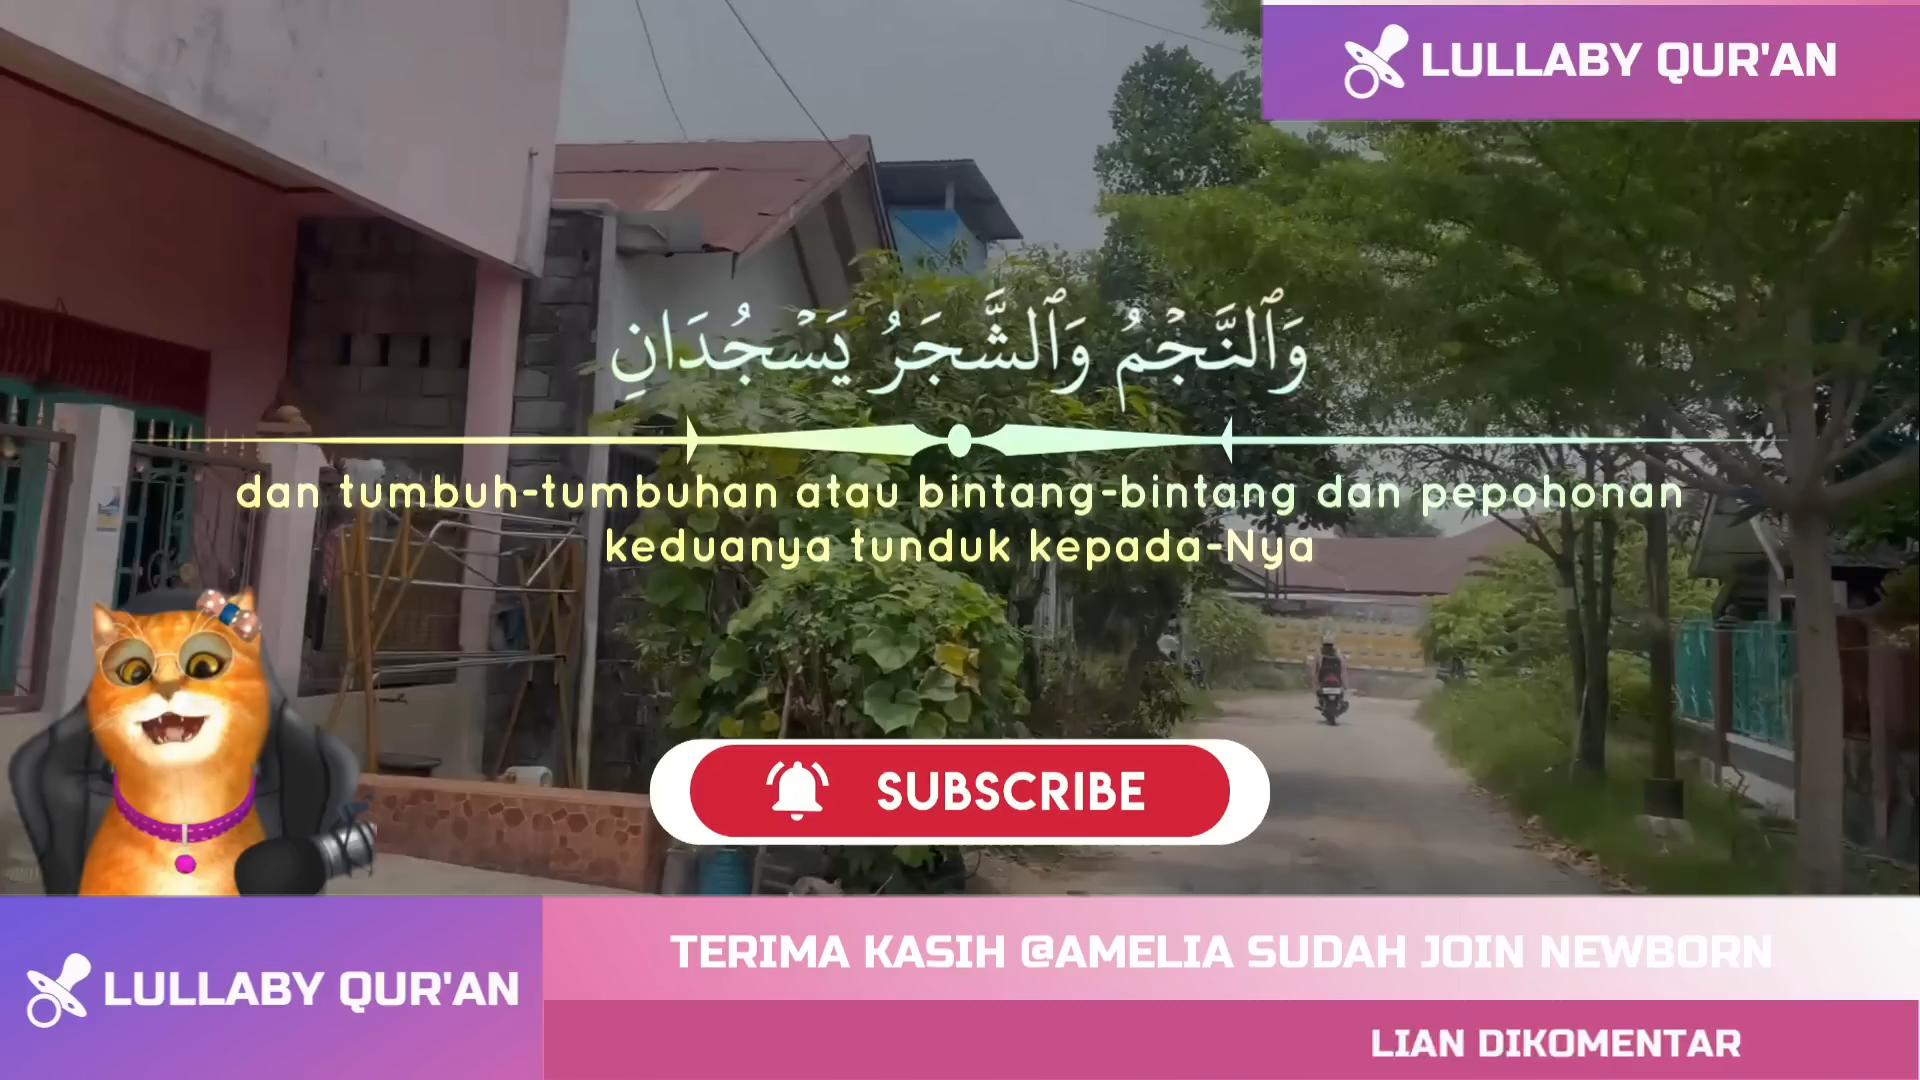 LULLABY QUR'AN
وَٱلنَّجْمُ وَٱلشَّجَرُ يَسْجُدَانِ
dan tumbuh-tumbuhan atau bintang-bintang dan pepohonan
keduanya tunduk kepada-Nya
SUBSCRIBE
LULLABY QUR'AN
TERIMA KASIH @AMELIA SUDAH JOIN NEWBORN
LIAN DIKOMENTAR